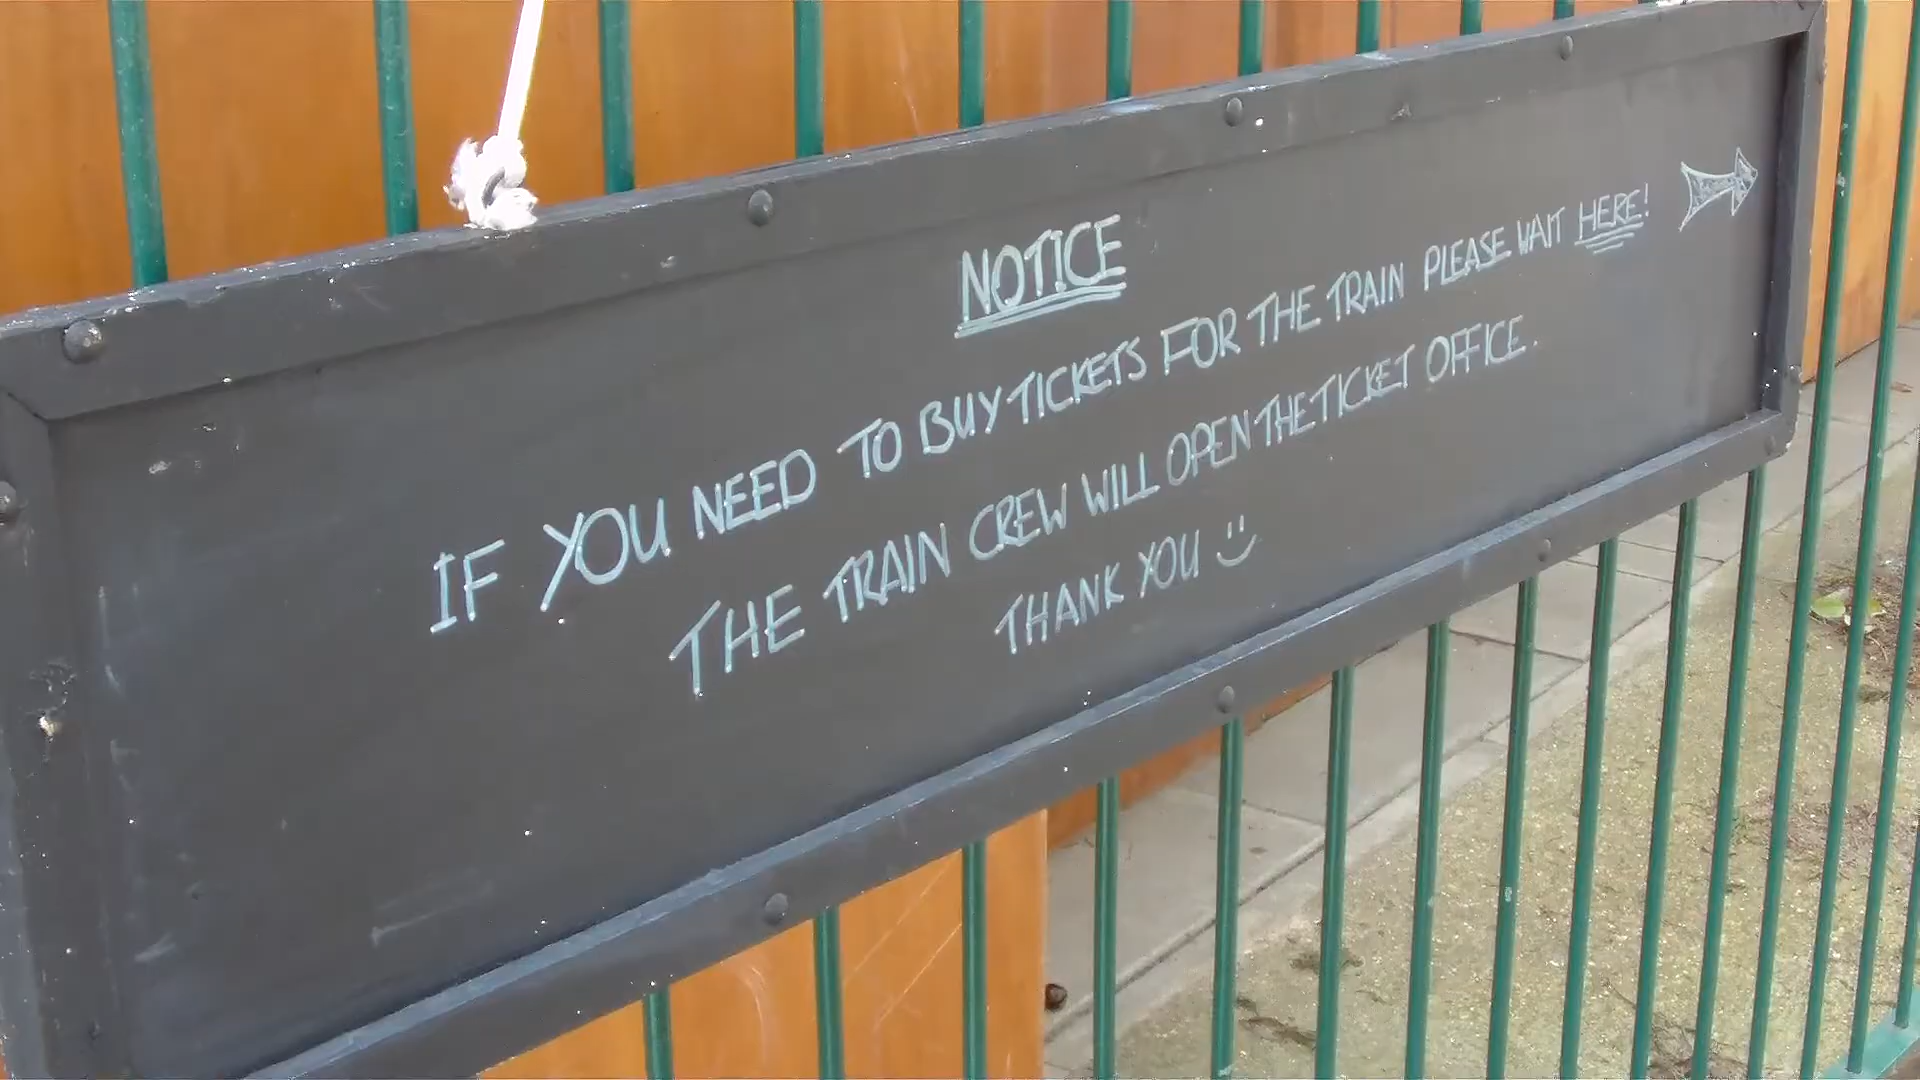 NOTICE
IF YOU NEED TO BUY TICKETS FOR THE TRAIN PLEASE WAIT HERE!
THE TRAIN CREW WILL OPEN THE TICKET OFFICE.
THANK YOU